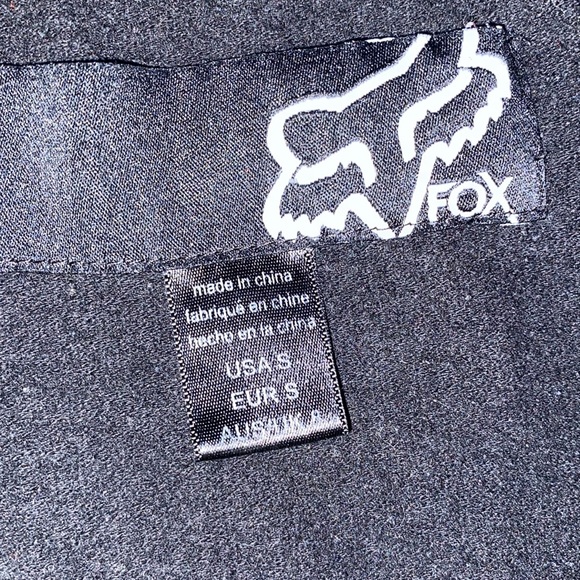 FOX
made in china
fabriqué en chine
hecho en la china
USA S
EUR S
AUS/UK 8